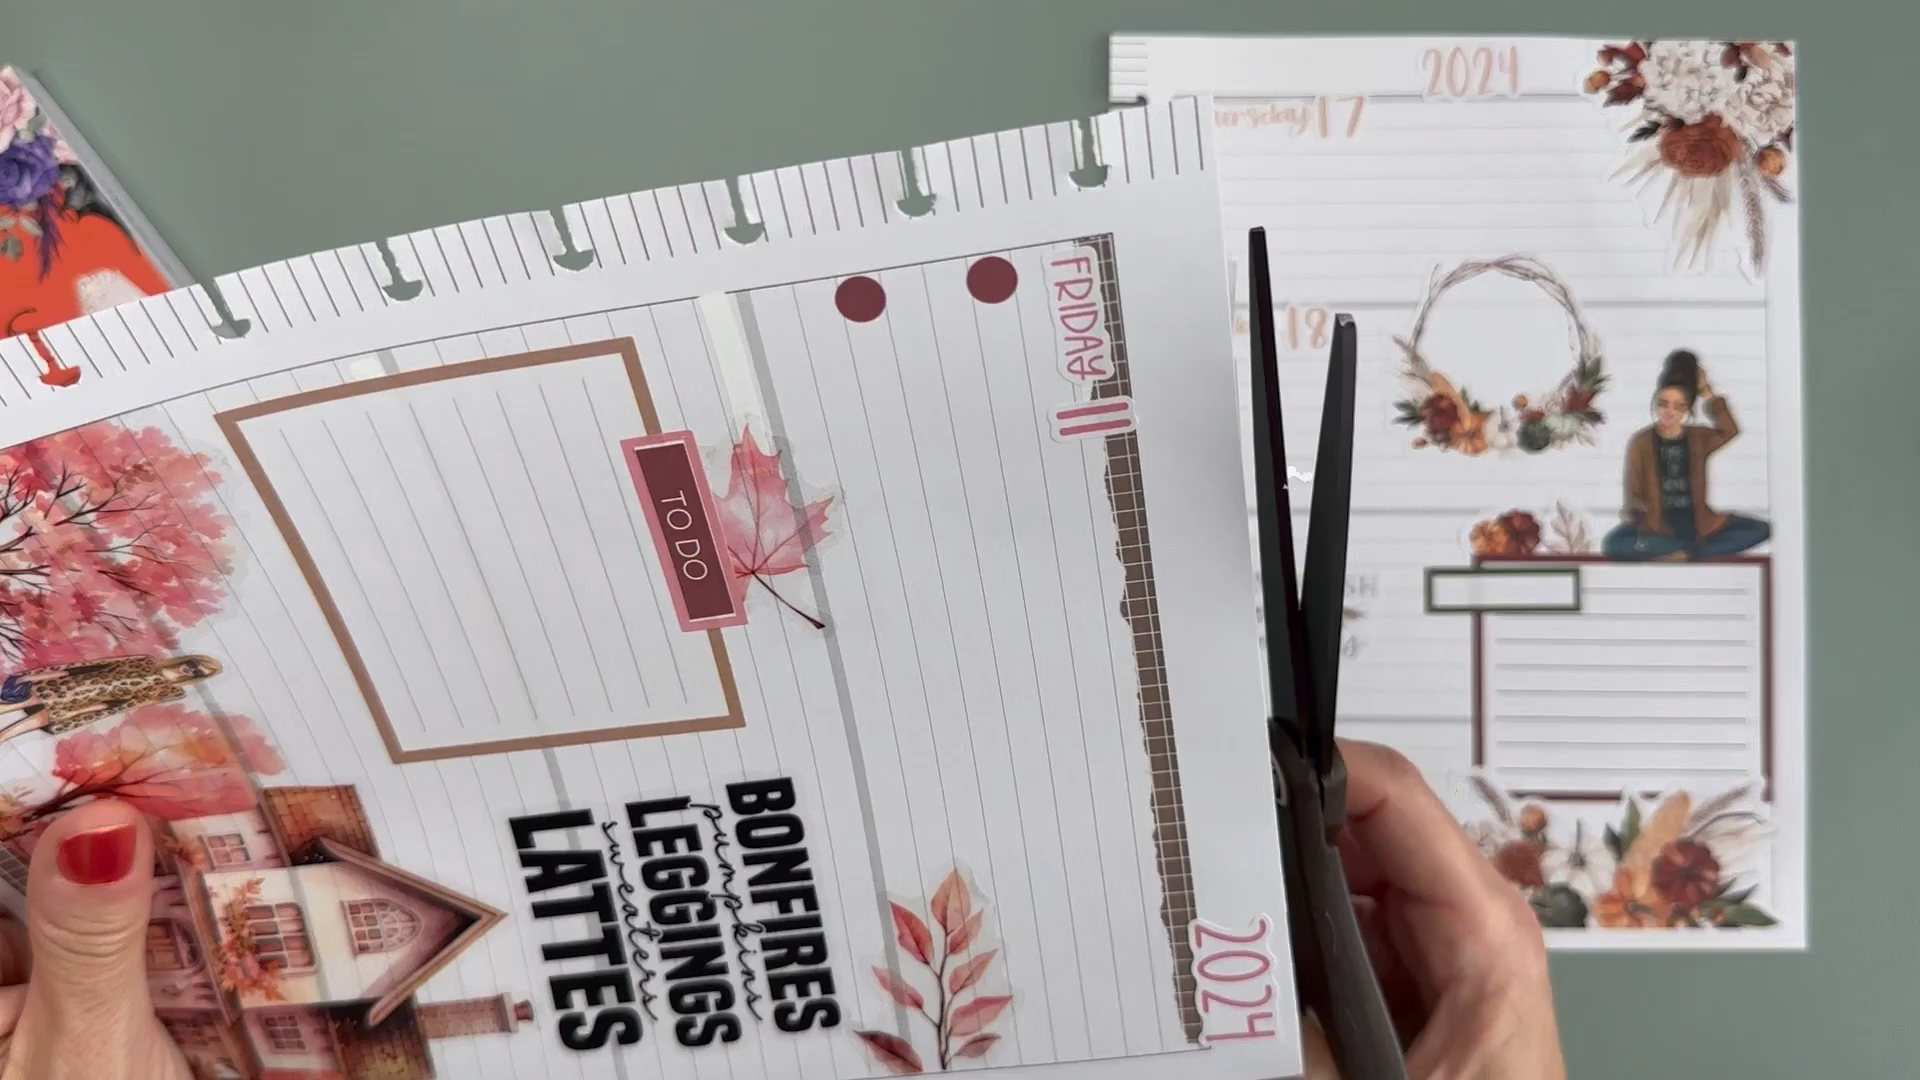 FRIDAY 11
2024
TO DO
BONFIRES
pumpkins
LEGGINGS
sweaters
LATTES
2024
17
18